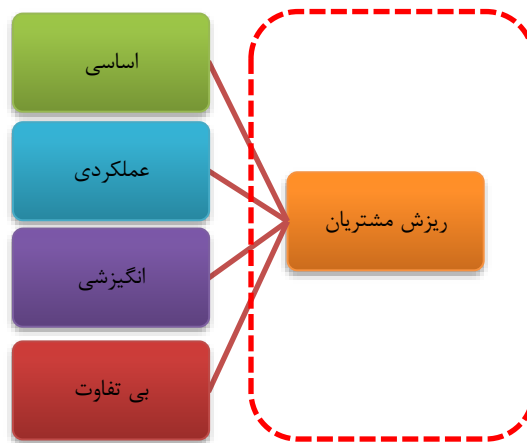 ریزش مشتریان
اساسی
عملکردی
انگیزشی
بی تفاوت